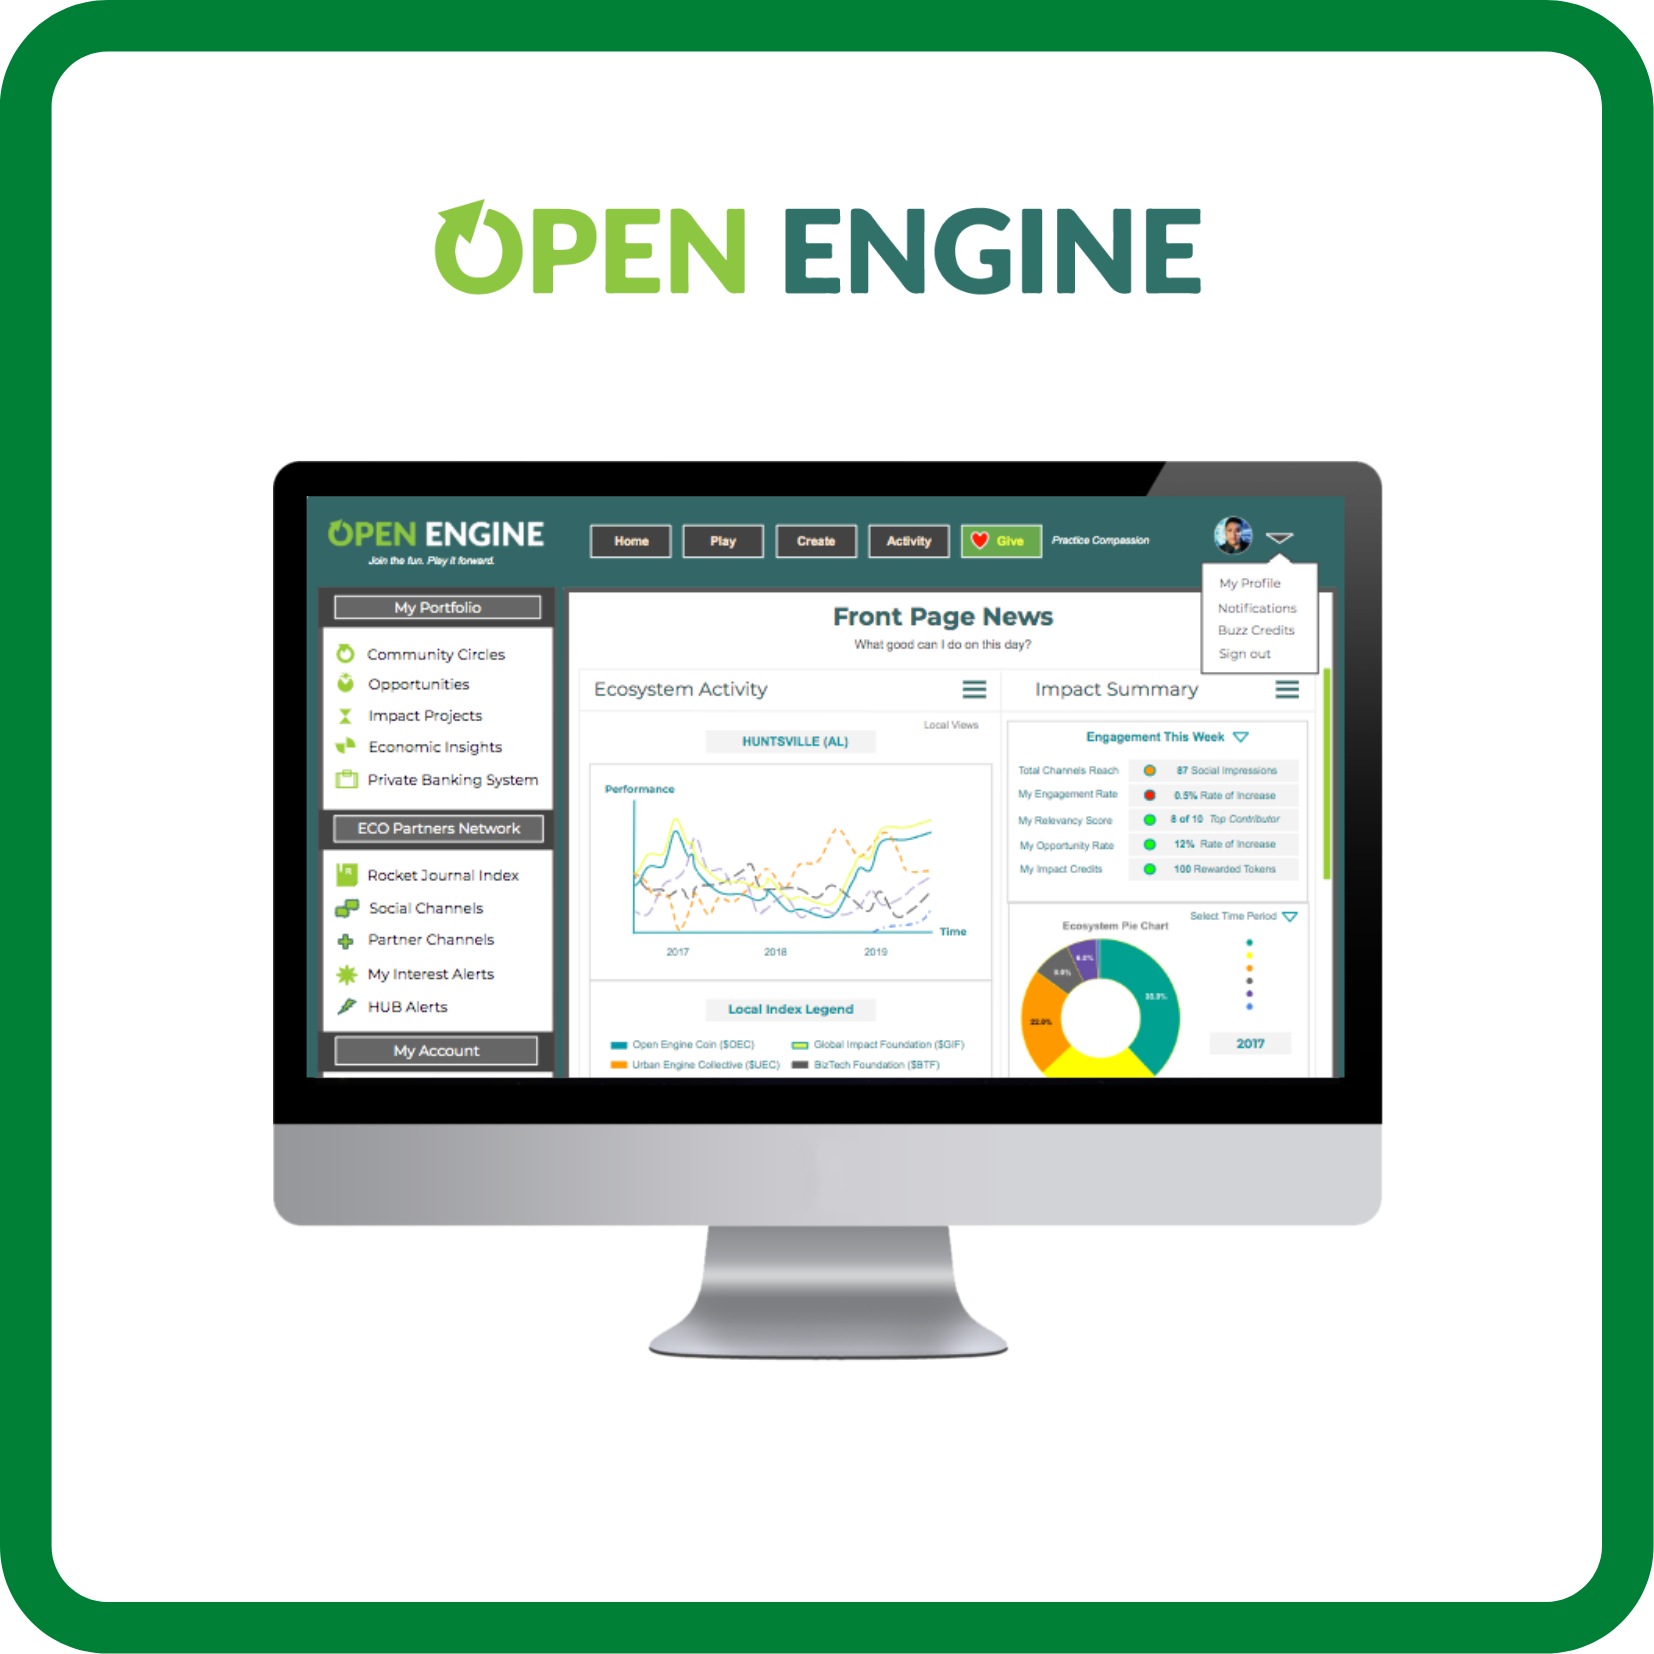 OPEN ENGINE
OPEN ENGINE
Join the fun. Play it forward.
Home
Play
Create
Activity
Give
Practice Compassion
My Profile
Notifications
Buzz Credits
Sign out
My Portfolio
Community Circles
Opportunities
Impact Projects
Economic Insights
Private Banking System
ECO Partners Network
Rocket Journal Index
Social Channels
Partner Channels
My Interest Alerts
HUB Alerts
My Account
Front Page News
What good can I do on this day?
Ecosystem Activity
Local Views
HUNTSVILLE (AL)
Performance
Time
2017 2018 2019
Local Index Legend
Open Engine Coin ($OEC) Global Impact Foundation ($GIF)
Urban Engine Collective ($UEC) BizTech Foundation ($BTF)
Impact Summary
Engagement This Week
Total Channels Reach 87 Social Impressions
My Engagement Rate 0.5% Rate of Increase
My Relevancy Score 8 of 10 Top Contributor
My Opportunity Rate 12% Rate of Increase
My Impact Credits 100 Rewarded Tokens
Select Time Period
Ecosystem Pie Chart
6.0%
8.0%
22.0%
2017